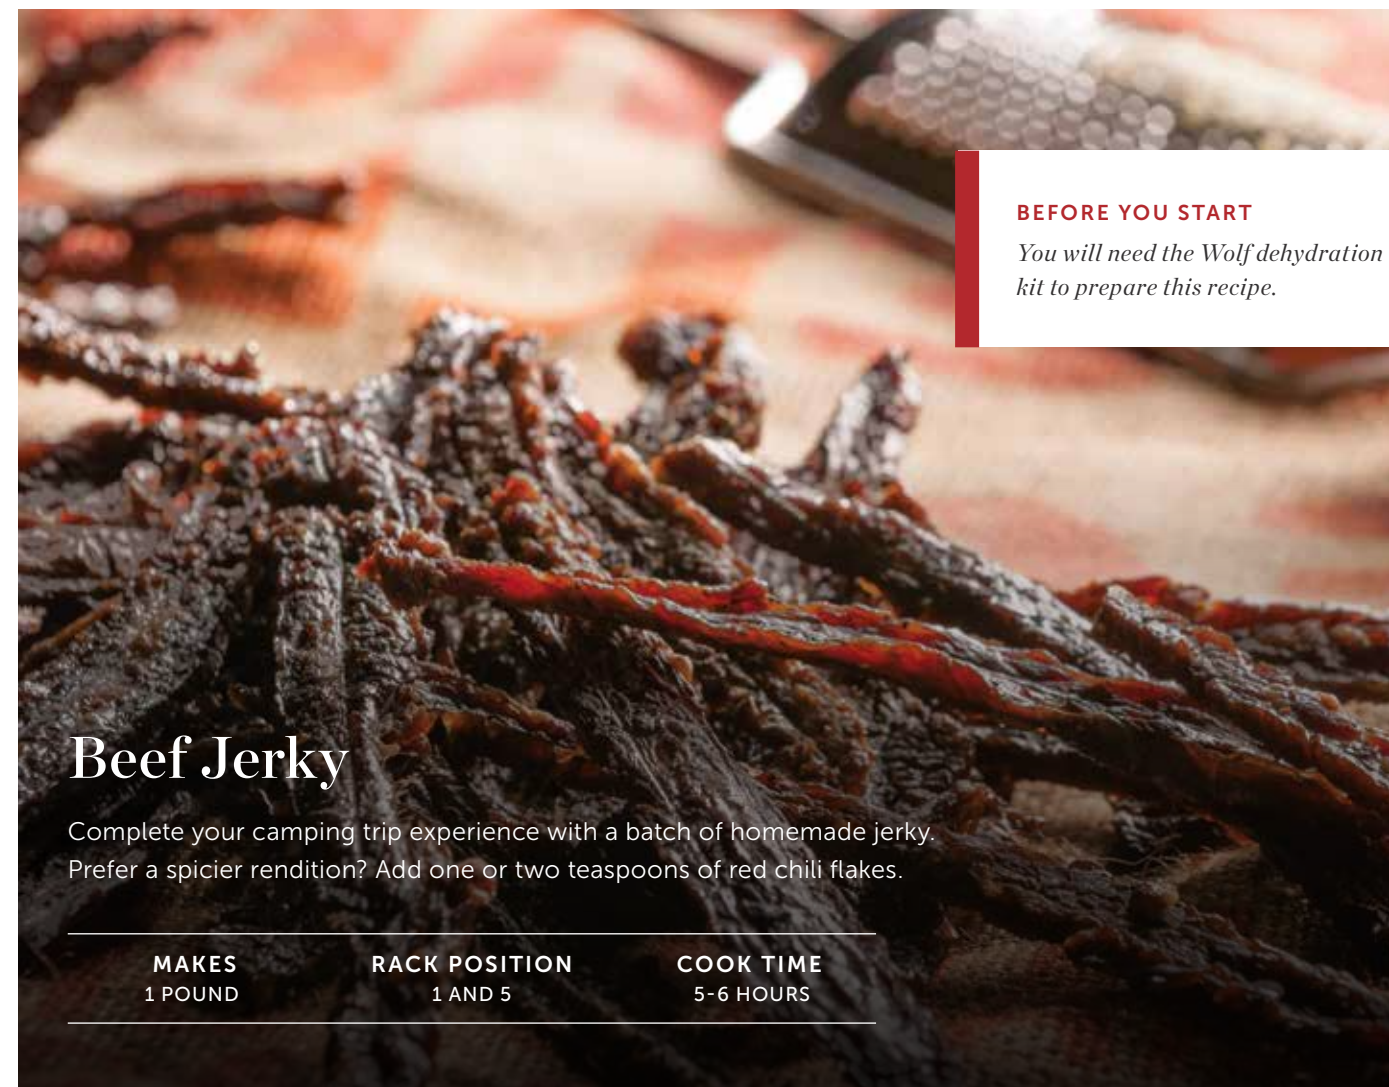 BEFORE YOU START
You will need the Wolf dehydration
kit to prepare this recipe.
Beef Jerky
Complete your camping trip experience with a batch of homemade jerky.
Prefer a spicier rendition? Add one or two teaspoons of red chili flakes.
MAKES
1 POUND
RACK POSITION
1 AND 5
COOK TIME
5-6 HOURS